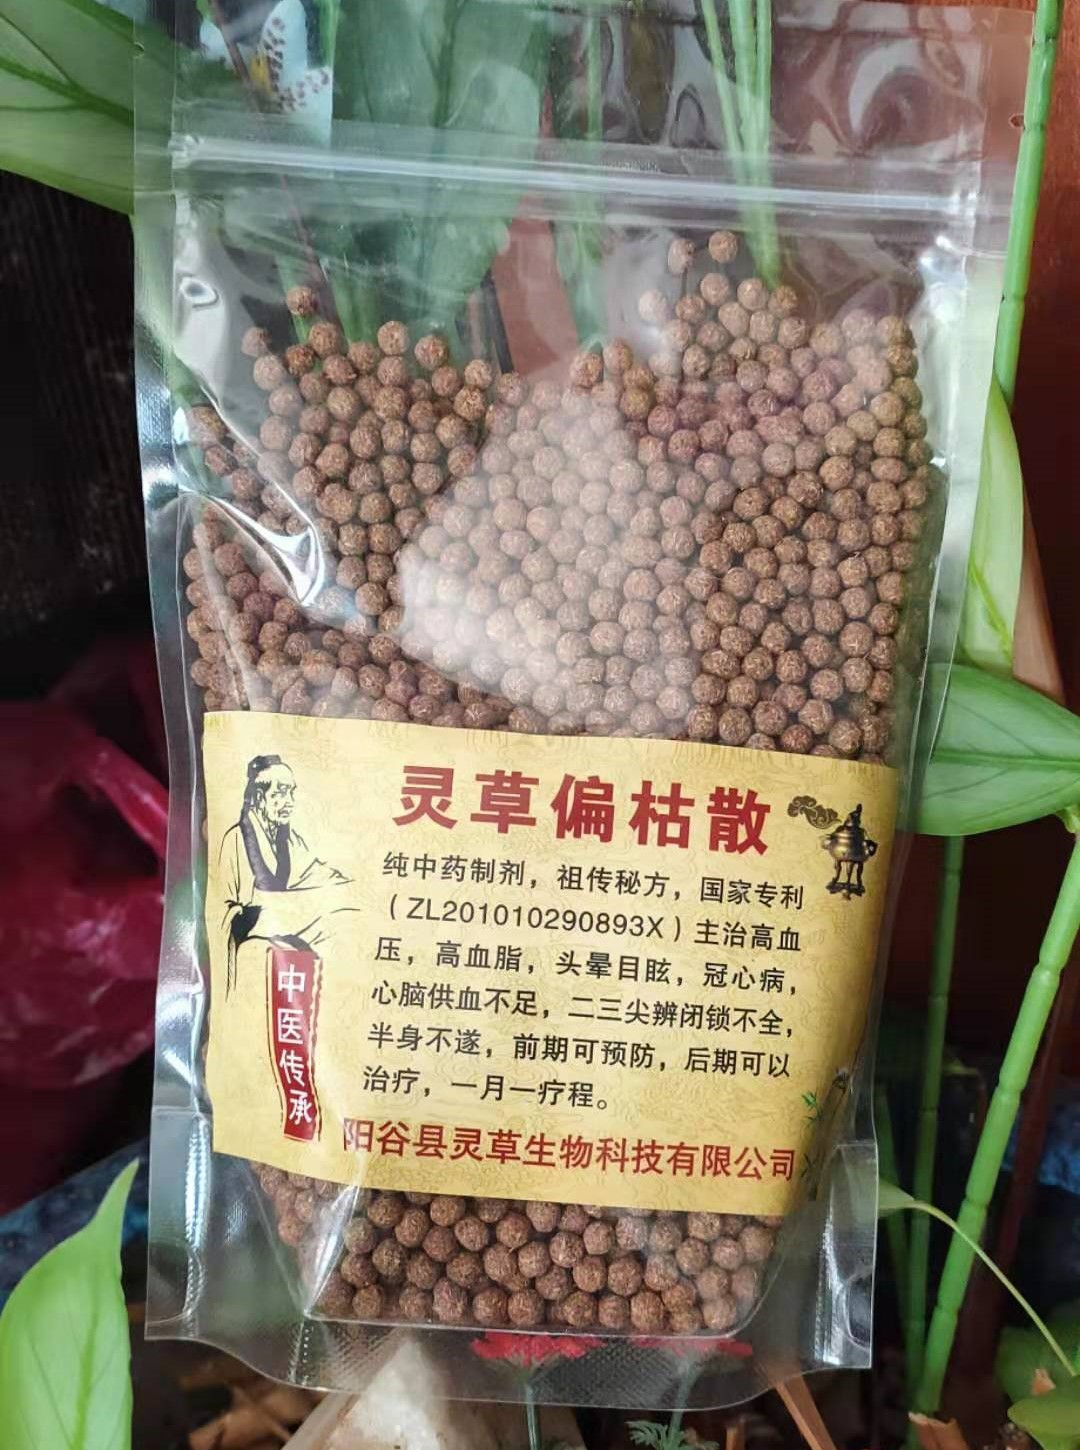 灵草偏枯散
纯中药制剂，祖传秘方，国家专利
（ZL201010290893X）主治高血
压，高血脂，头晕目眩，冠心病，
心脑供血不足，二三尖辨闭锁不全，
半身不遂，前期可预防，后期可以
治疗，一月一疗程。
中医传承
阳谷县灵草生物科技有限公司